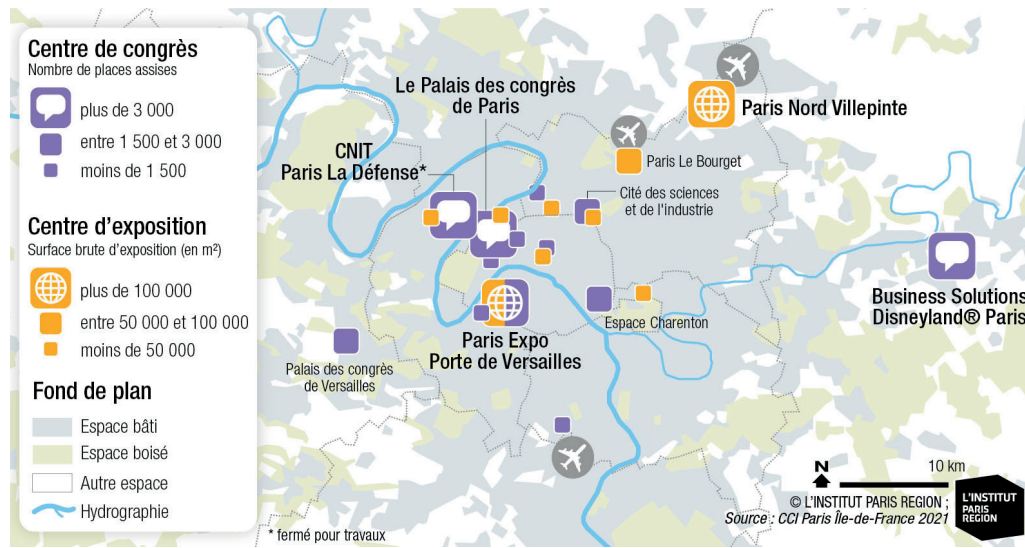 Centre de congrès
Nombre de places assises
plus de 3 000
entre 1 500 et 3 000
moins de 1 500
Centre d'exposition
Surface brute d'exposition (en m²)
plus de 100 000
entre 50 000 et 100 000
moins de 50 000
Fond de plan
Espace bâti
Espace boisé
Autre espace
Hydrographie
Le Palais des congrès
de Paris
CNIT
Paris La Défense*
Paris Nord Villepinte
Paris Le Bourget
Cité des sciences
et de l'industrie
Business Solutions
Disneyland® Paris
Espace Charenton
Paris Expo
Porte de Versailles
Palais des congrès
de Versailles
* fermé pour travaux
N
10 km
© L'INSTITUT PARIS REGION ;
Source : CCI Paris Île-de-France 2021
L'INSTITUT
PARIS
REGION